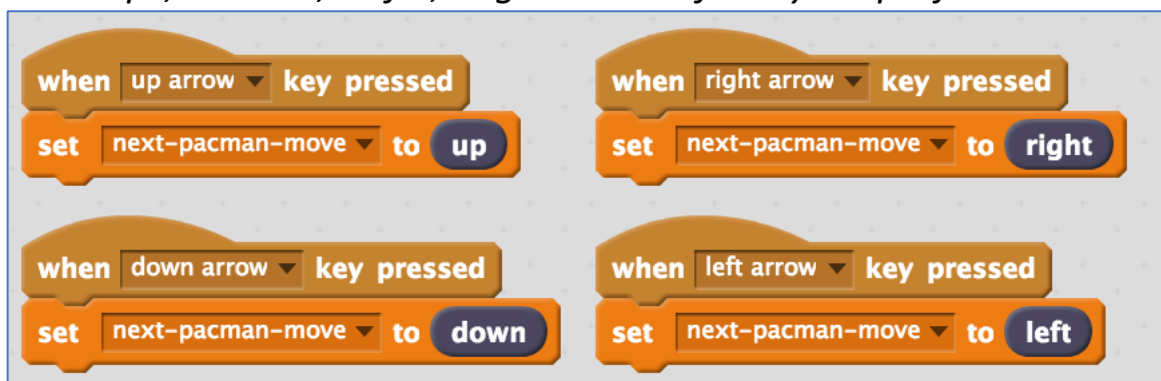 when up arrow key pressed
set next-pacman-move to up
when right arrow key pressed
set next-pacman-move to right
when down arrow key pressed
set next-pacman-move to down
when left arrow key pressed
set next-pacman-move to left